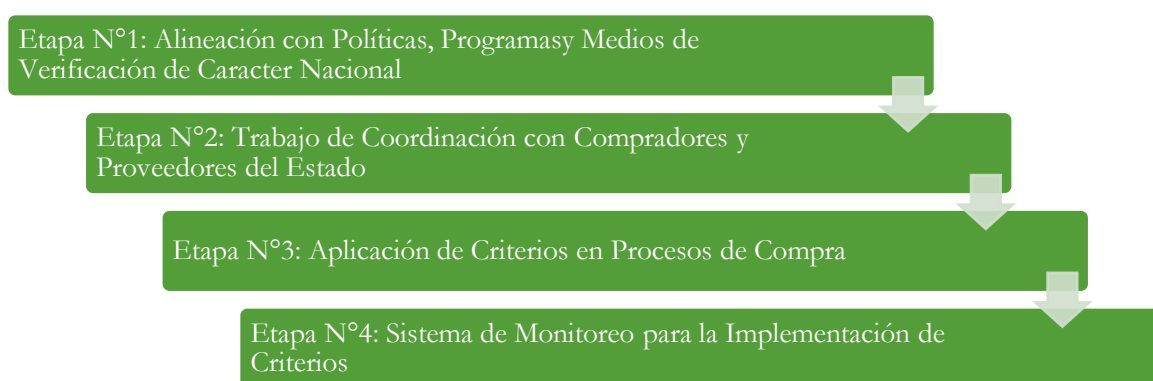 Etapa N°1: Alineación con Políticas, Programasy Medios de
Verificación de Caracter Nacional
Etapa N°2: Trabajo de Coordinación con Compradores y
Proveedores del Estado
Etapa N°3: Aplicación de Criterios en Procesos de Compra
Etapa N°4: Sistema de Monitoreo para la Implementación de
Criterios